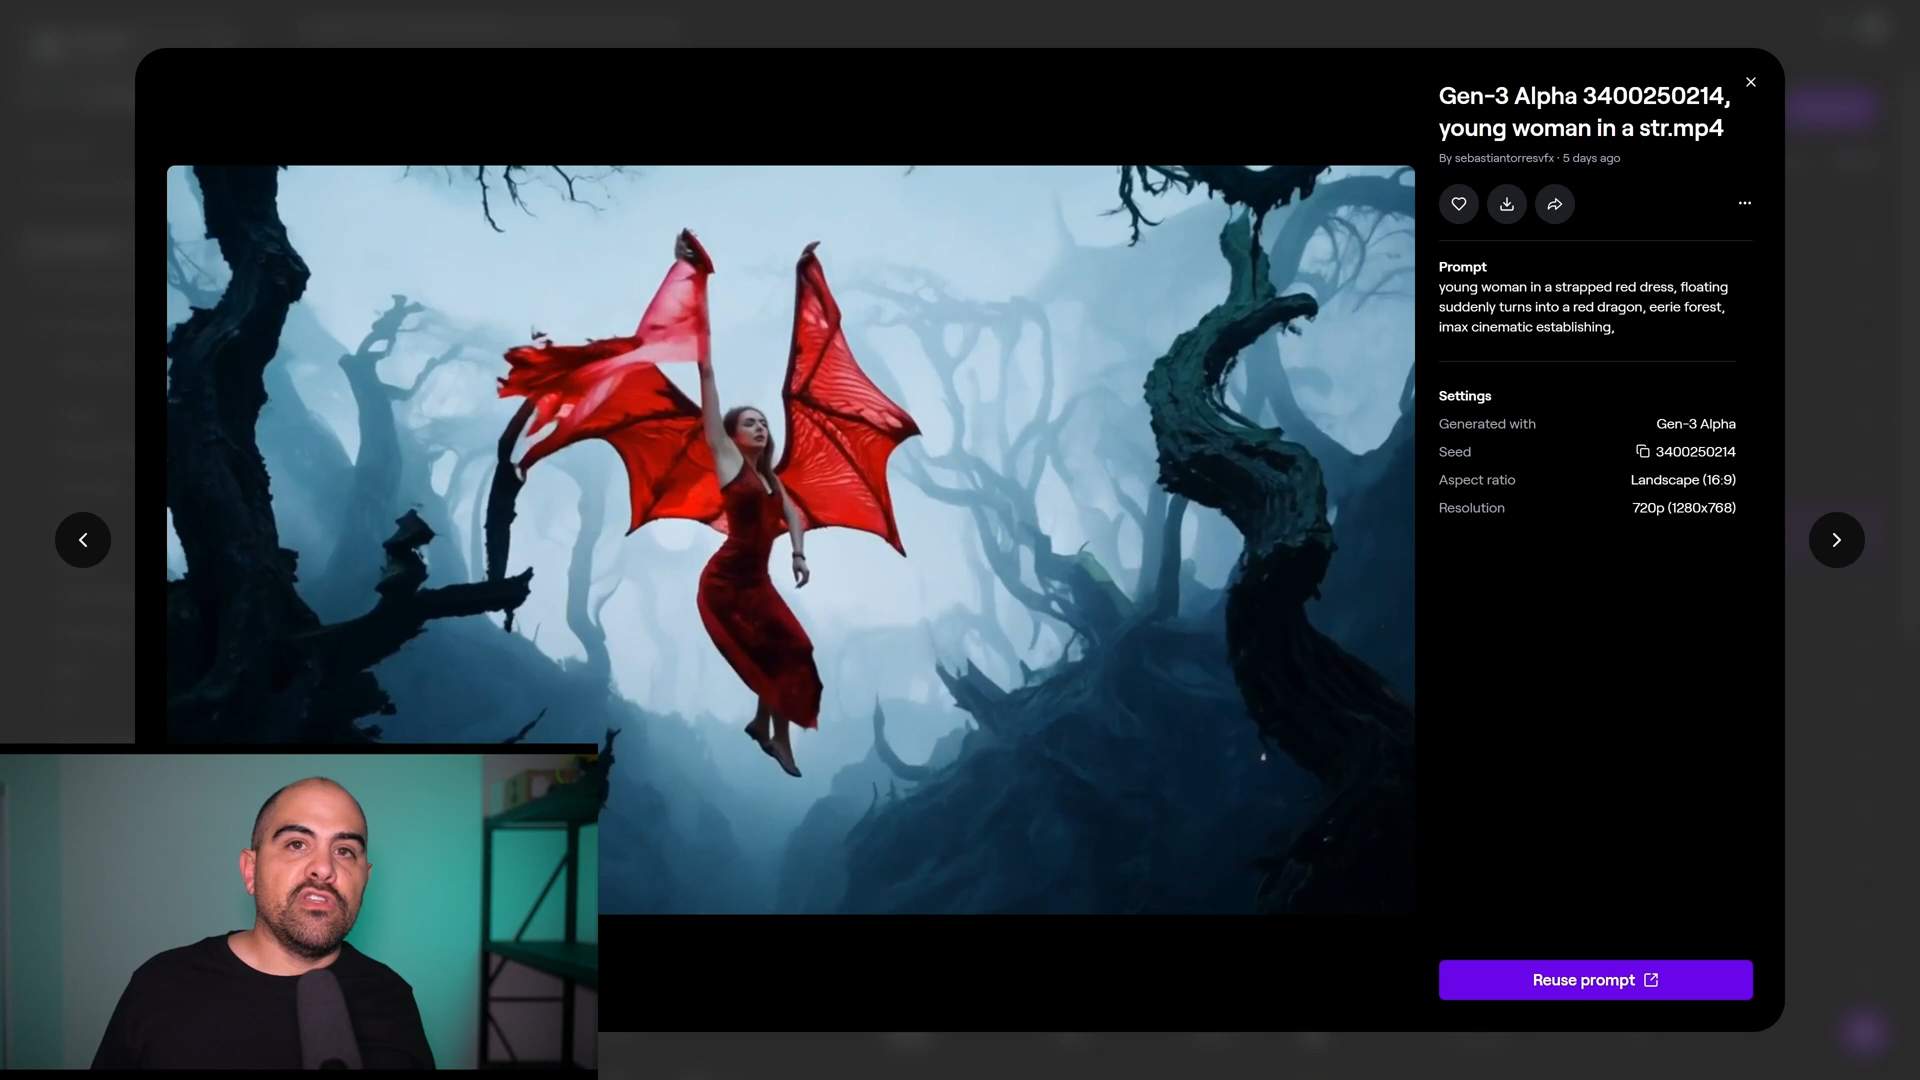 Gen-3 Alpha 3400250214,
young woman in a str.mp4
By sebastiantorresvfx · 5 days ago
Prompt
young woman in a strapped red dress, floating
suddenly turns into a red dragon, eerie forest,
imax cinematic establishing,
Settings
Generated with Gen-3 Alpha
Seed 3400250214
Aspect ratio Landscape (16:9)
Resolution 720p (1280x768)
Reuse prompt